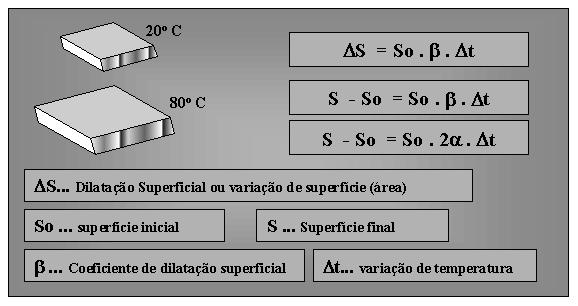 20º C
ΔS = So . β . Δt
80º C
S - So = So . β . Δt
S - So = So . 2α . Δt
ΔS... Dilatação Superficial ou variação de superfície (área)
So ... superfície inicial
S ... Superfície final
β ... Coeficiente de dilatação superficial
Δt... variação de temperatura